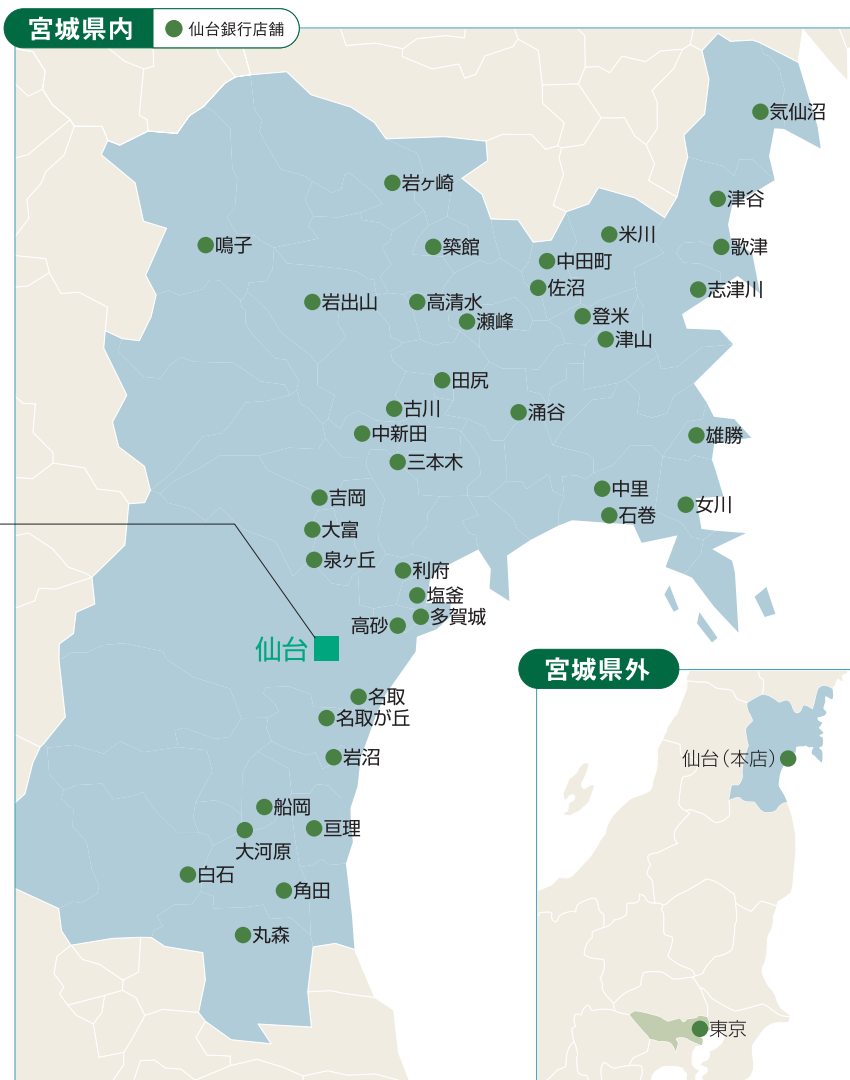 宮城県内
仙台銀行店舗
気仙沼
岩ヶ崎
津谷
米川
鳴子
築館
歌津
中田町
佐沼
志津川
岩出山
高清水
瀬峰
登米
津山
田尻
古川
涌谷
中新田
雄勝
三本木
中里
吉岡
女川
石巻
大富
泉ヶ丘
利府
塩釜
多賀城
高砂
仙台
宮城県外
名取
名取が丘
岩沼
仙台（本店）
船岡
亘理
大河原
白石
角田
丸森
東京